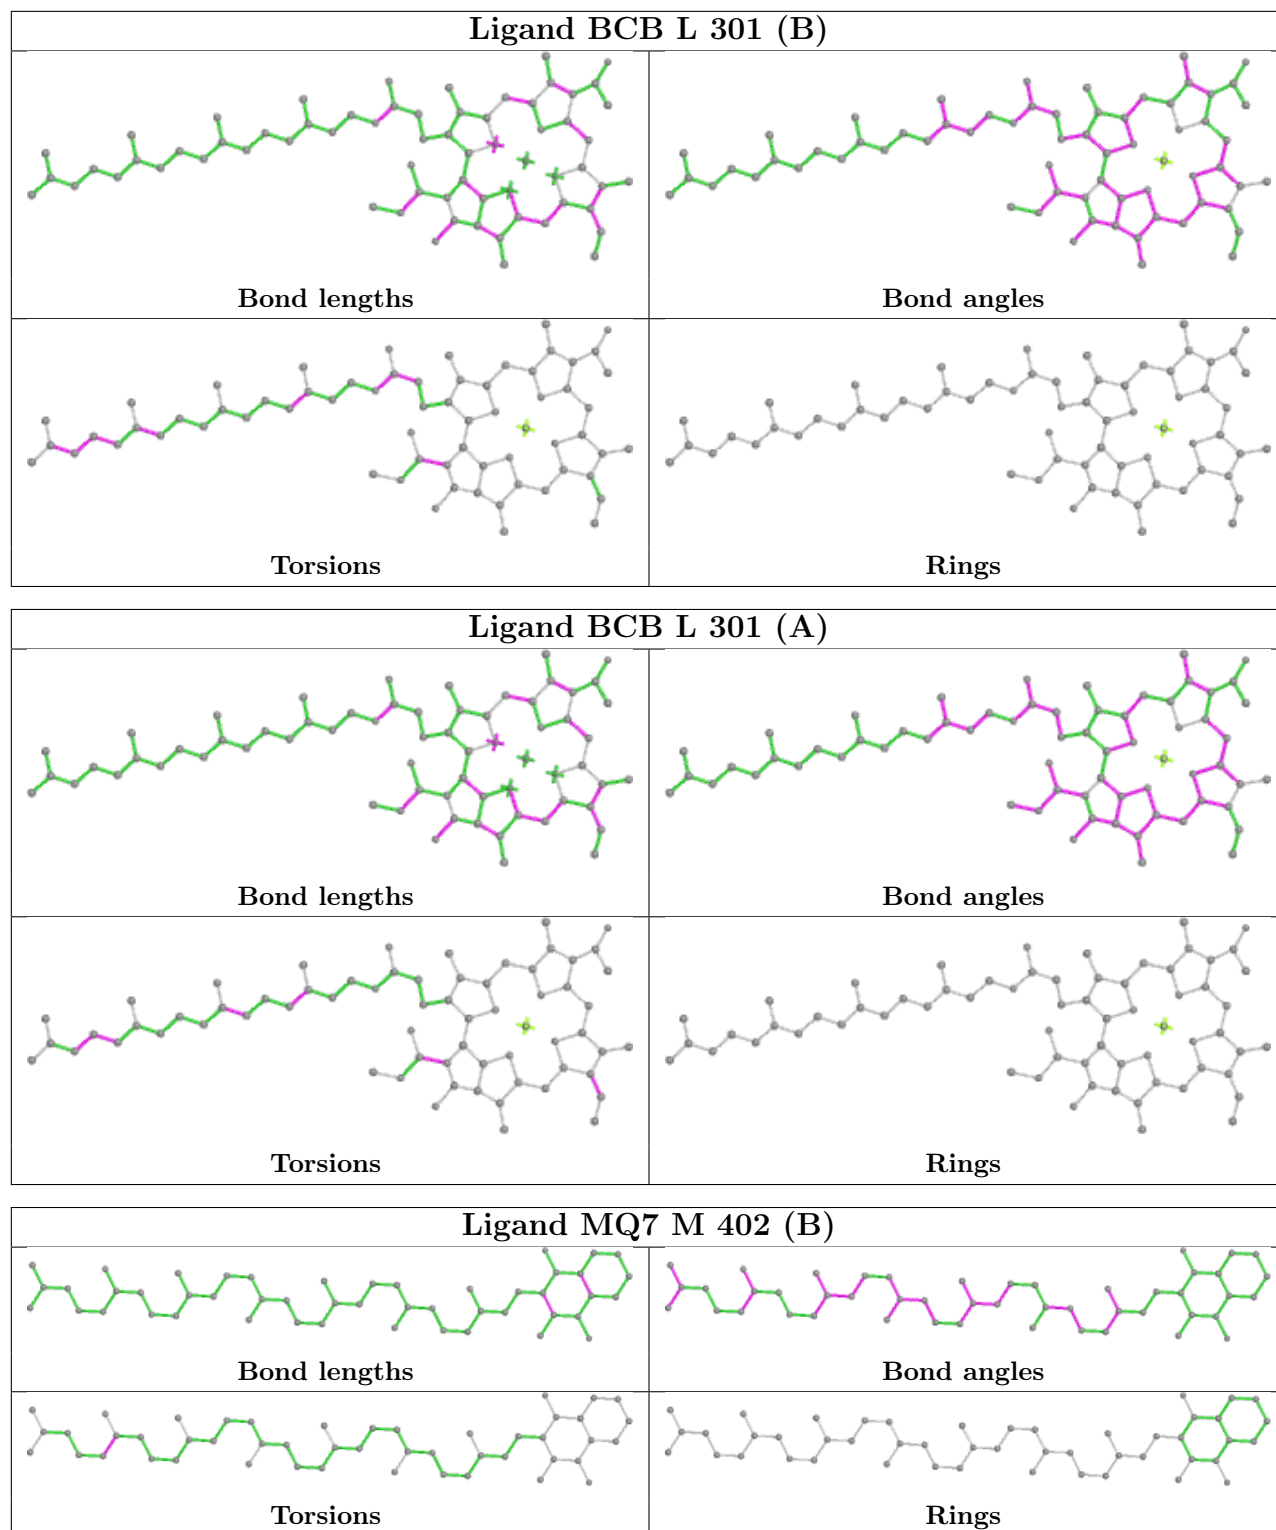 Ligand BCB L 301 (B)
Bond lengths
Bond angles
Torsions
Rings
Ligand BCB L 301 (A)
Bond lengths
Bond angles
Torsions
Rings
Ligand MQ7 M 402 (B)
Bond lengths
Bond angles
Torsions
Rings